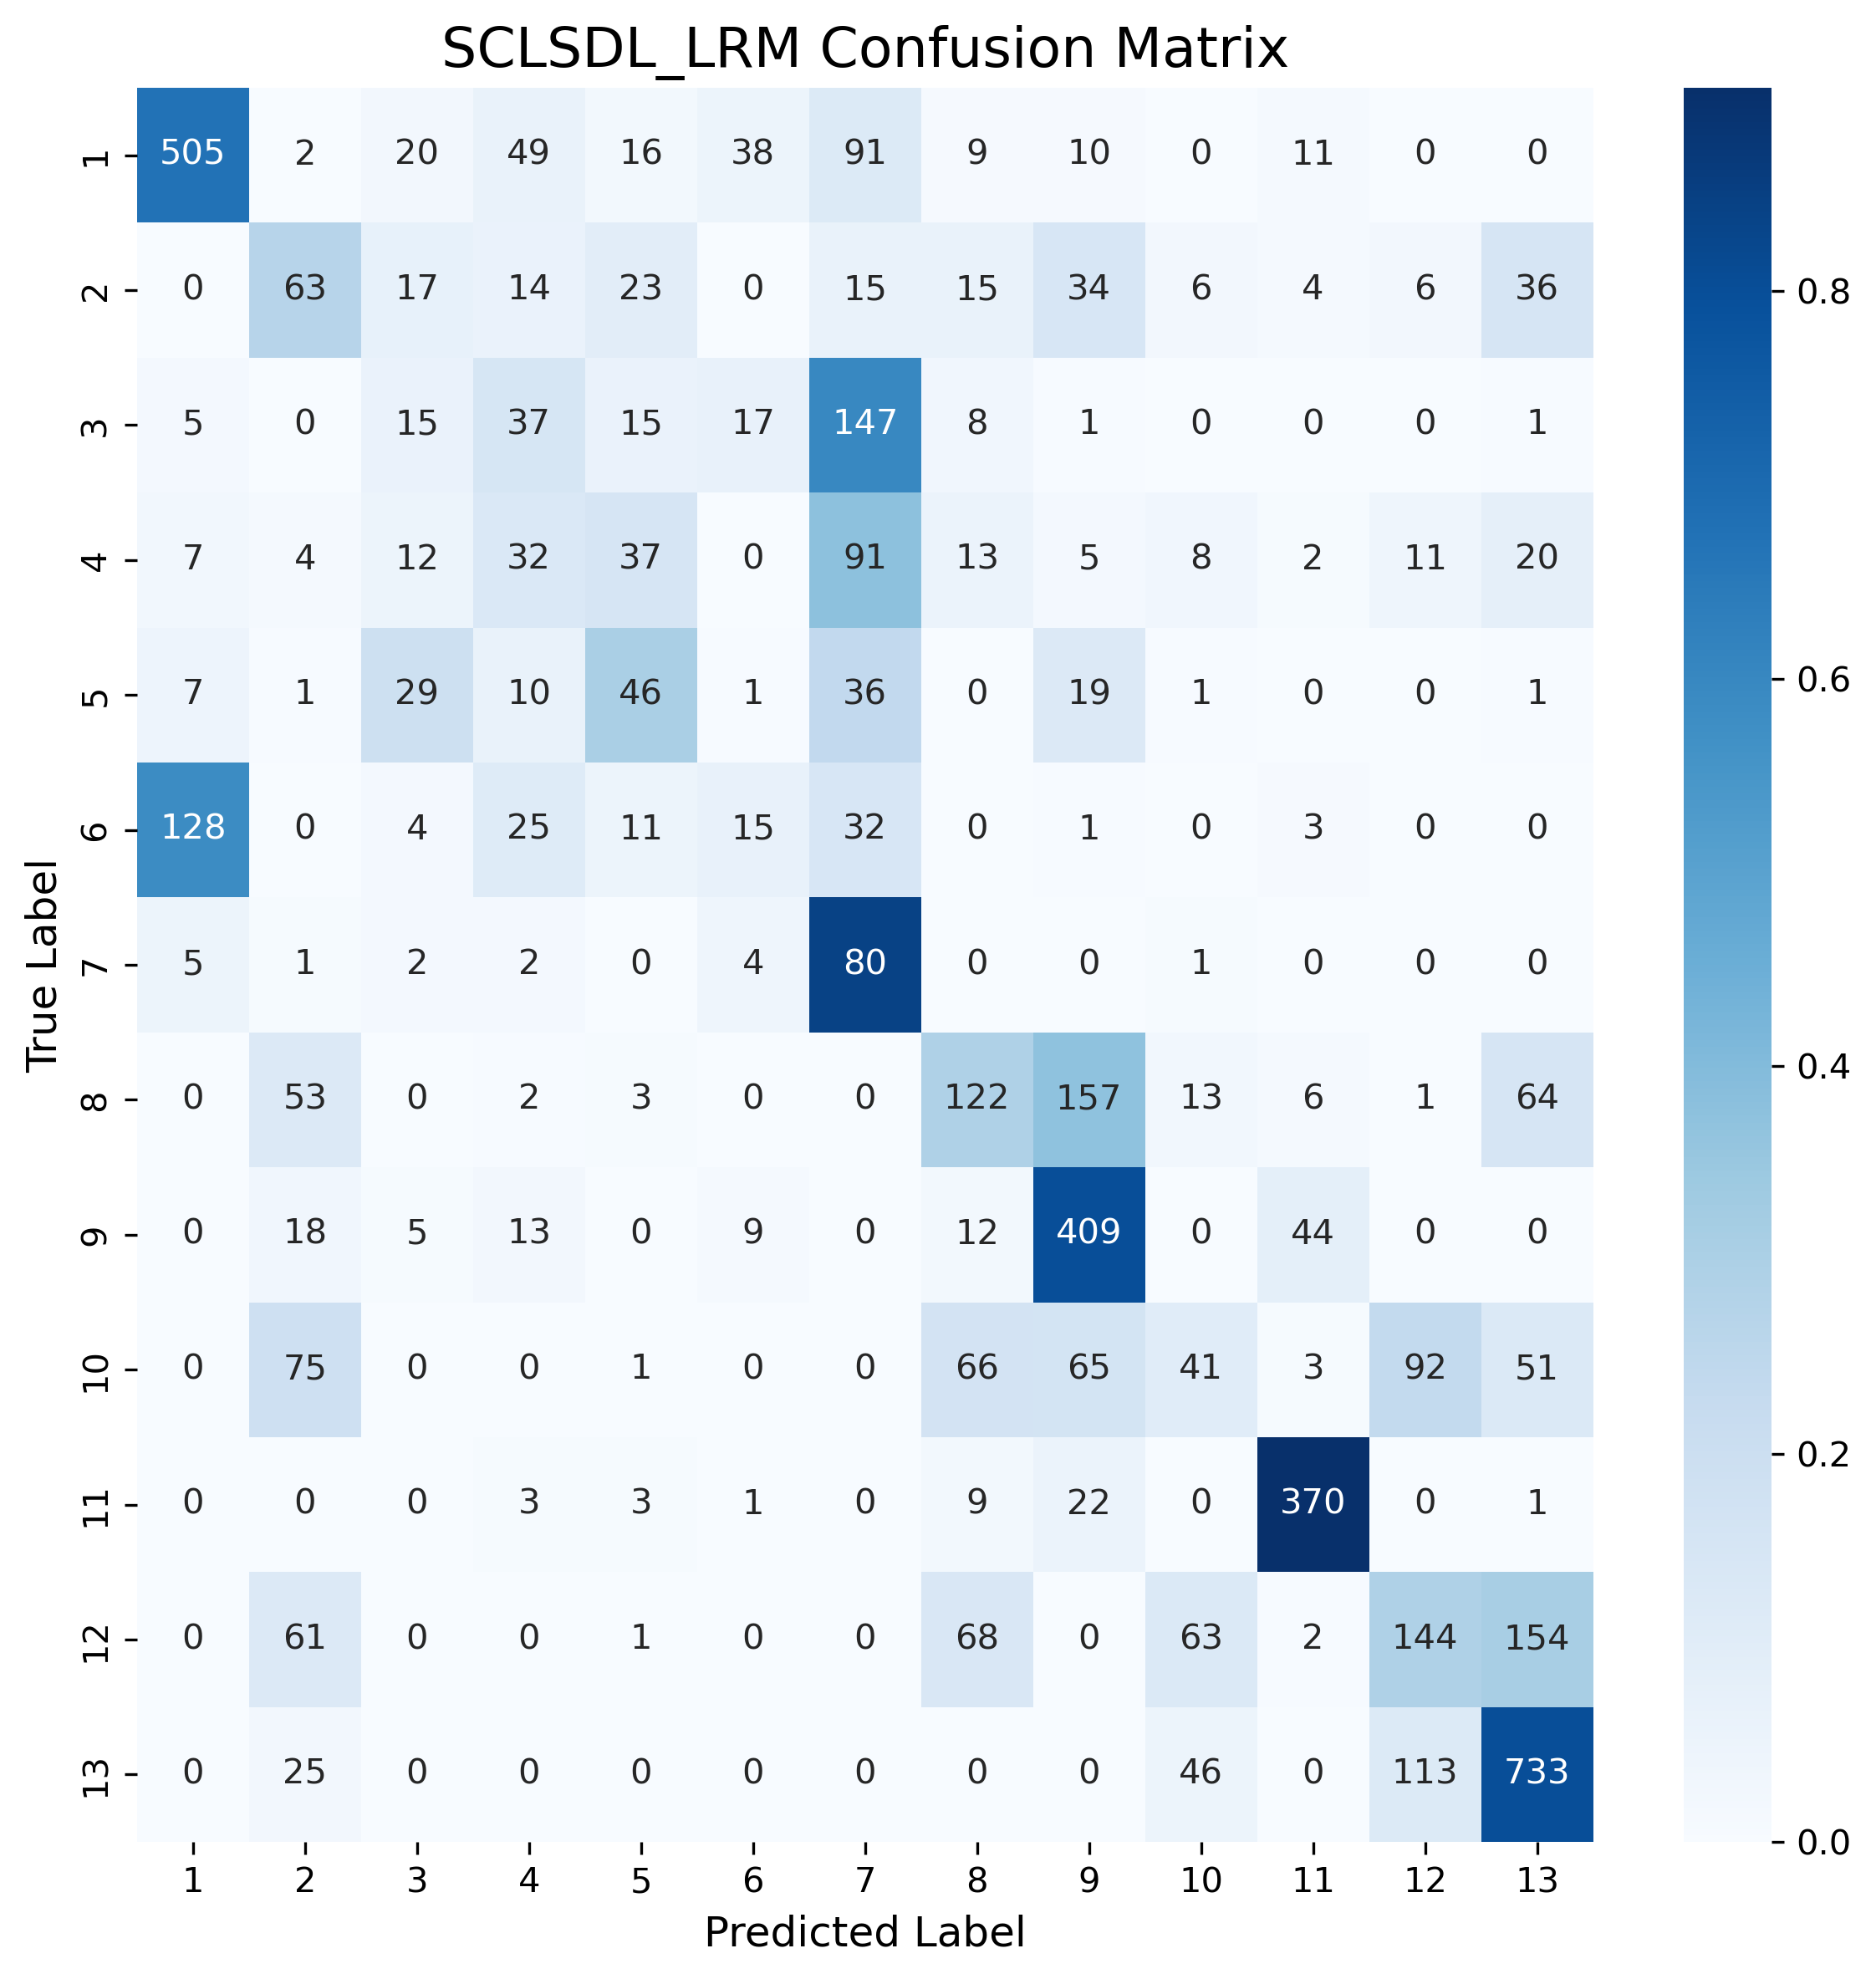 SCLSDL_LRM Confusion Matrix
1 505 2 20 49 16 38 91 9 10 0 11 0 0
2 0 63 17 14 23 0 15 15 34 6 4 6 36 0.8
3 5 0 15 37 15 17 147 8 1 0 0 0 1
4 7 4 12 32 37 0 91 13 5 8 2 11 20
5 7 1 29 10 46 1 36 0 19 1 0 0 1 0.6
6 128 0 4 25 11 15 32 0 1 0 3 0 0
True Label
7 5 1 2 2 0 4 80 0 0 1 0 0 0
8 0 53 0 2 3 0 0 122 157 13 6 1 64 0.4
9 0 18 5 13 0 9 0 12 409 0 44 0 0
10 0 75 0 0 1 0 0 66 65 41 3 92 51 0.2
11 0 0 0 3 3 1 0 9 22 0 370 0 1
12 0 61 0 0 1 0 0 68 0 63 2 144 154
13 0 25 0 0 0 0 0 0 0 46 0 113 733 0.0
1 2 3 4 5 6 7 8 9 10 11 12 13
Predicted Label